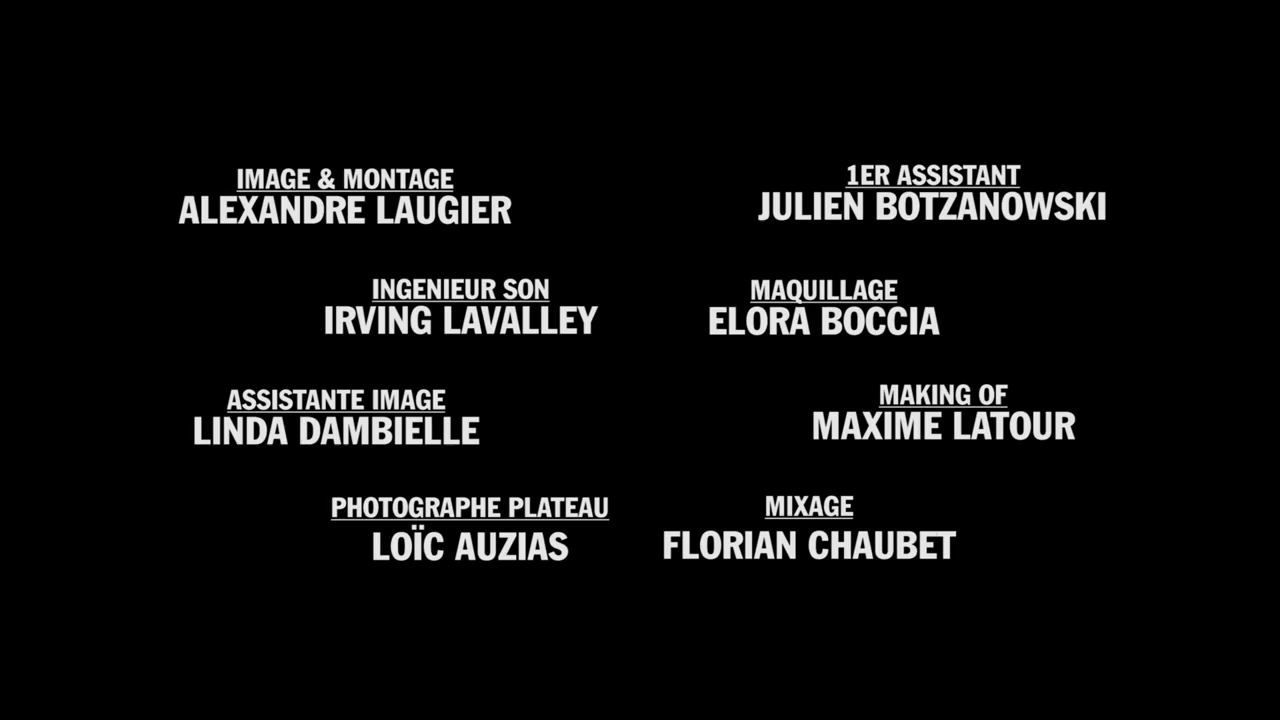 IMAGE & MONTAGE
ALEXANDRE LAUGIER
1ER ASSISTANT
JULIEN BOTZANOWSKI
INGENIEUR SON
IRVING LAVALLEY
MAQUILLAGE
ELORA BOCCIA
ASSISTANTE IMAGE
LINDA DAMBIELLE
MAKING OF
MAXIME LATOUR
PHOTOGRAPHE PLATEAU
LOÏC AUZIAS
MIXAGE
FLORIAN CHAUBET